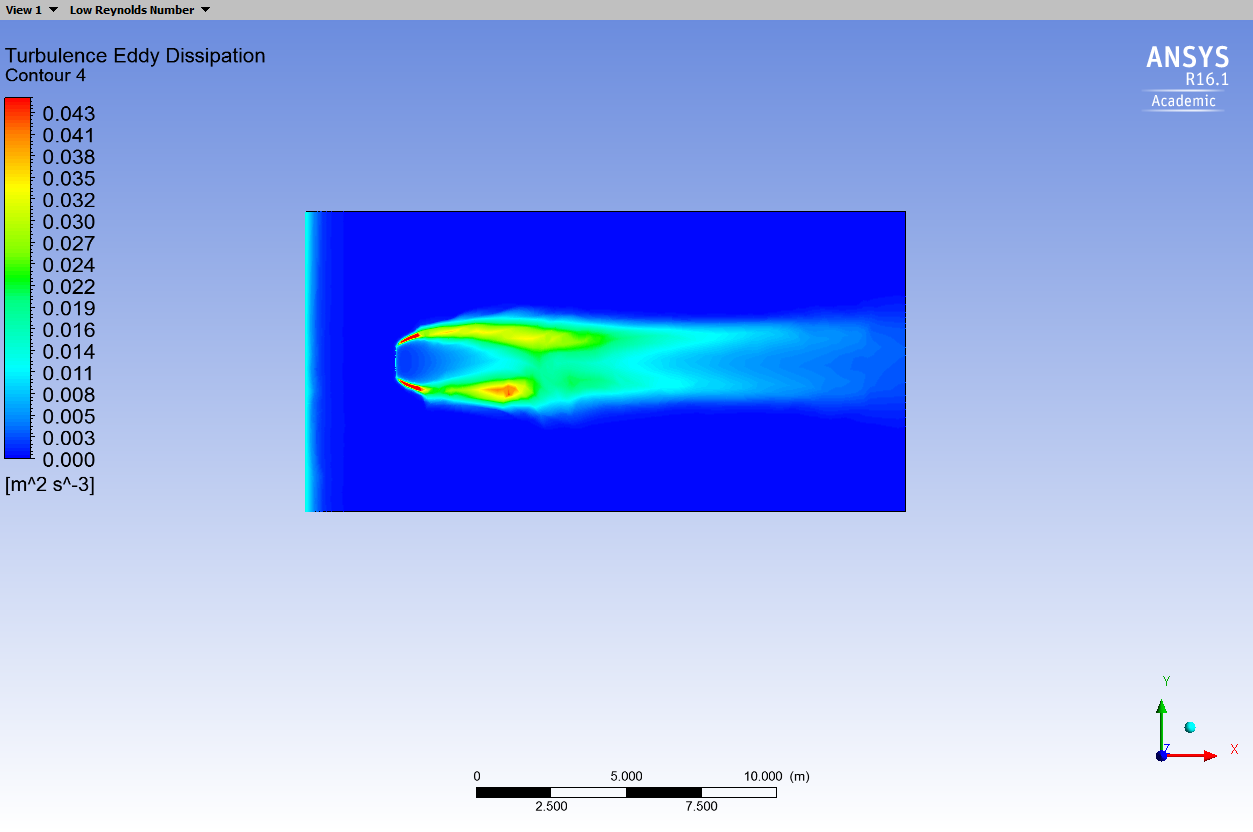 View 1 Low Reynolds Number
Turbulence Eddy Dissipation
Contour 4
ANSYS
R16.1
Academic
0.043
0.041
0.038
0.035
0.032
0.030
0.027
0.024
0.022
0.019
0.016
0.014
0.011
0.008
0.005
0.003
0.000
[m^2 s^-3]
Y
Z
X
0 5.000 10.000 (m)
2.500 7.500